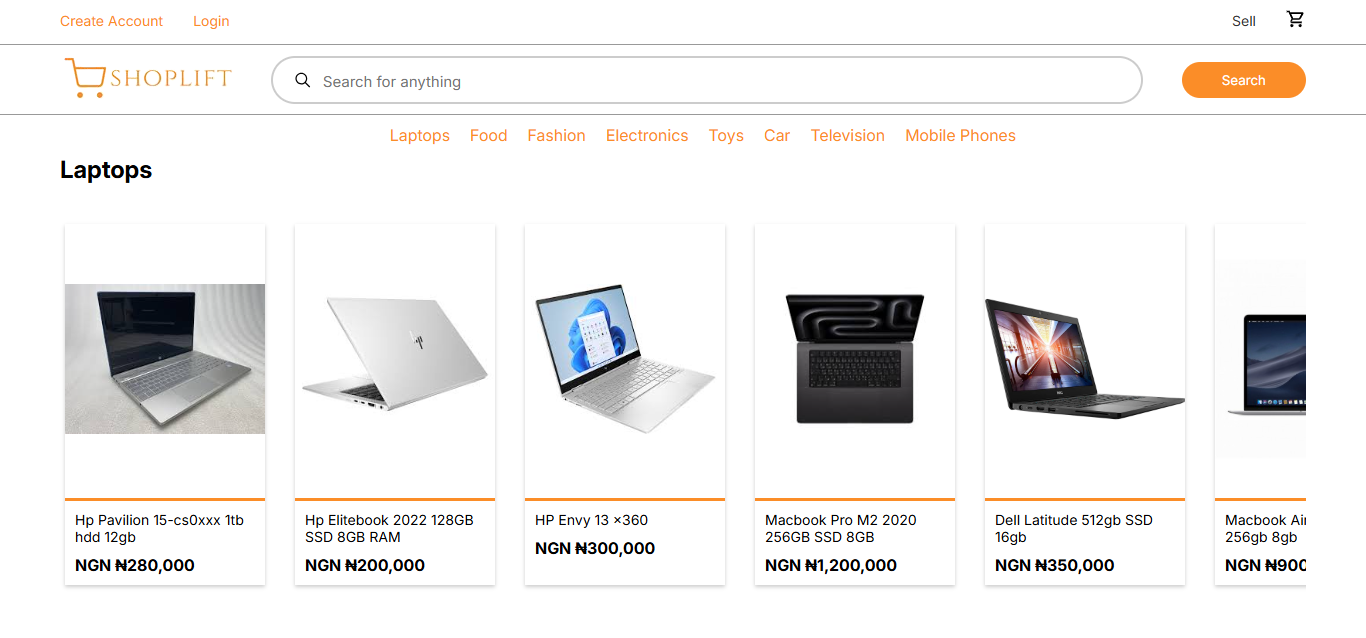 Create Account Login Sell
SHOPLIFT Search for anything Search
Laptops Food Fashion Electronics Toys Car Television Mobile Phones
Laptops
Hp Pavilion 15-cs0xxx 1tb
hdd 12gb
NGN ₦280,000
Hp Elitebook 2022 128GB
SSD 8GB RAM
NGN ₦200,000
HP Envy 13 ×360
NGN ₦300,000
Macbook Pro M2 2020
256GB SSD 8GB
NGN ₦1,200,000
Dell Latitude 512gb SSD
16gb
NGN ₦350,000
Macbook
256gb 8gb
NGN ₦900